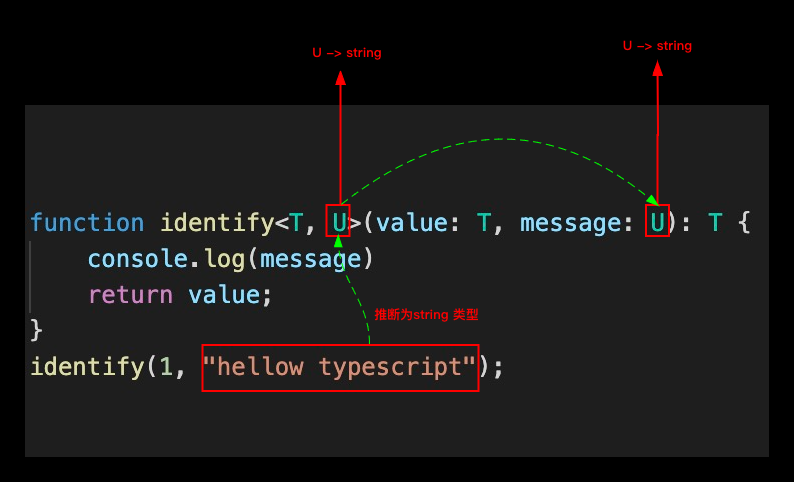 U -> string
U -> string
function identify<T, U>(value: T, message: U): T {
console.log(message)
return value;
推断为string 类型
}
identify(1, "hellow typescript");